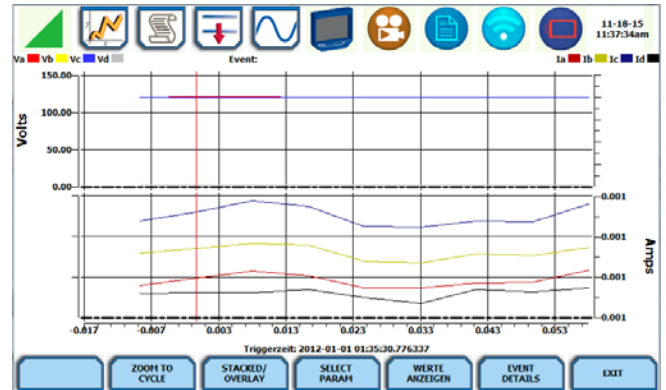 11-18-15
11:37:34am
Va Vb Vc Vd Event: Ia Ib Ic Id
150.00
100.00
Volts
50.00
0.00
0.001
0.001
Amps
0.001
0.001
-0.017 -0.007 0.003 0.013 0.023 0.033 0.043 0.053
Triggerzeit: 2012-01-01 01:35:30.776337
ZOOM TO CYCLE
STACKED/ OVERLAY
SELECT PARAM
WERTE ANZEIGEN
EVENT DETAILS
EXIT